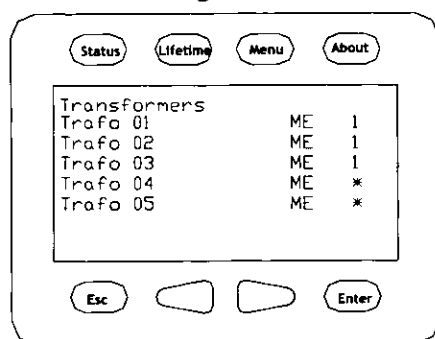 Status Lifetime Menu About
Transformers
Trafo 01 ME 1
Trafo 02 ME 1
Trafo 03 ME 1
Trafo 04 ME *
Trafo 05 ME *
Esc Enter